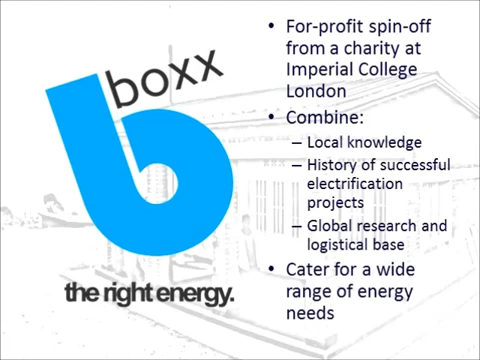 boxx
the right energy.
• For-profit spin-off
from a charity at
Imperial College
London
• Combine:
– Local knowledge
– History of successful
electrification
projects
– Global research and
logistical base
• Cater for a wide
range of energy
needs